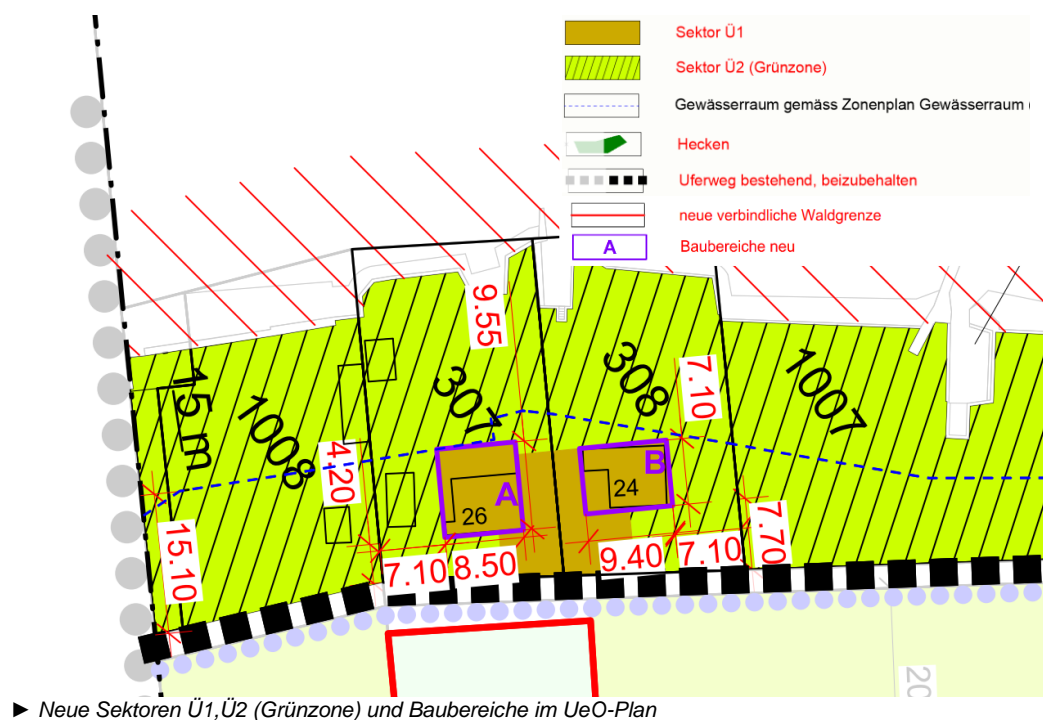 Sektor Ü1
Sektor Ü2 (Grünzone)
Gewässerraum gemäss Zonenplan Gewässerraum (
Hecken
Uferweg bestehend, beizubehalten
neue verbindliche Waldgrenze
A Baubereiche neu
9.55
307
308
7.10
1007
15 m
1008
4.20
A
26
B
24
15.10
7.10
8.50
9.40
7.10
7.70
20
► Neue Sektoren Ü1,Ü2 (Grünzone) und Baubereiche im UeO-Plan